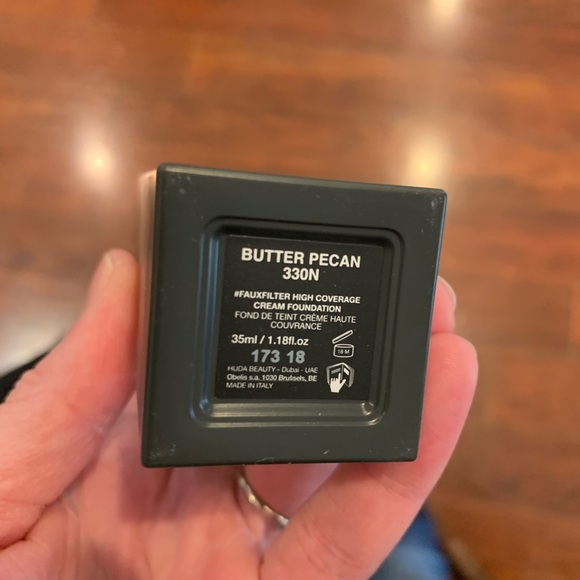 BUTTER PECAN
330N
#FAUXFILTER HIGH COVERAGE
CREAM FOUNDATION
FOND DE TEINT CRÈME HAUTE
COUVRANCE
35ml / 1.18fl.oz
173 18
18 M
HUDA BEAUTY - Dubai - UAE
Obelis s.a. 1030 Brussels, BE
MADE IN ITALY